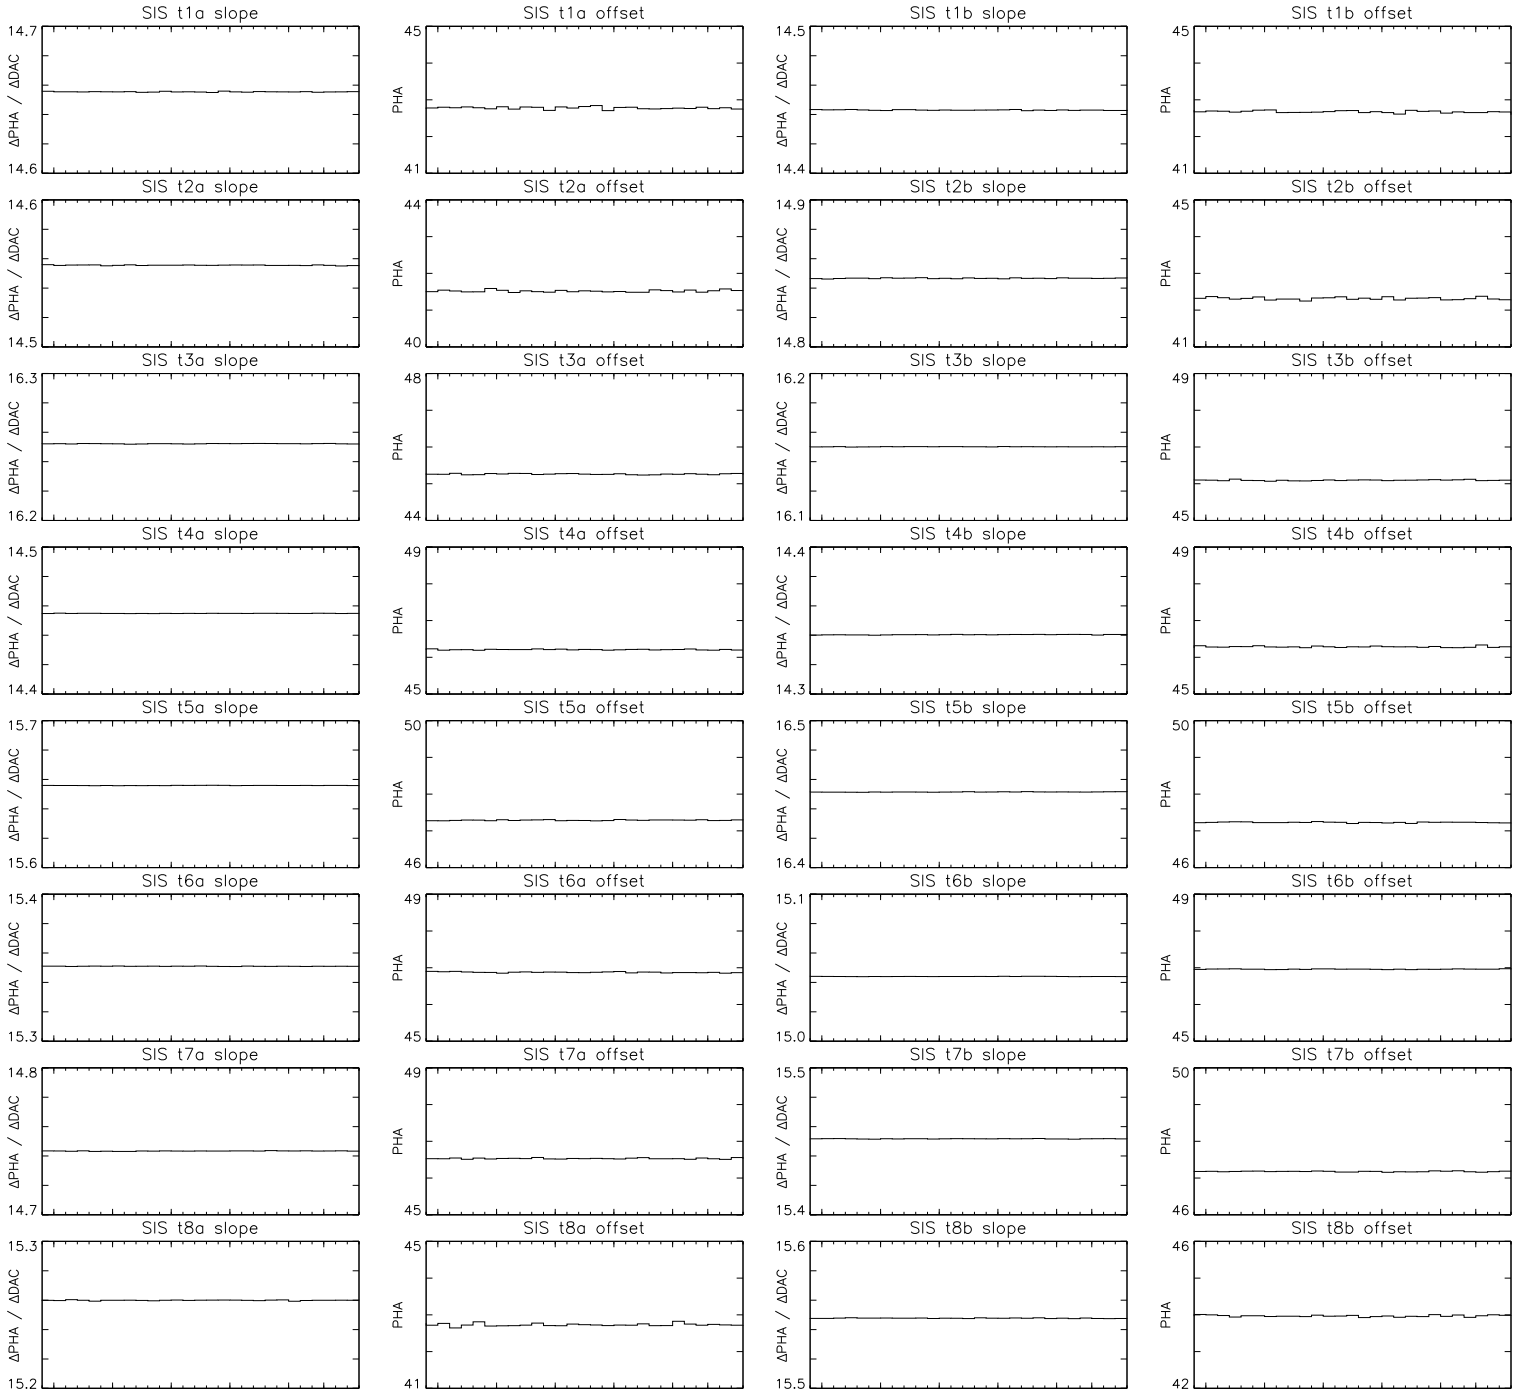 SIS t1a slope
SIS t1a offset
SIS t1b slope
SIS t1b offset
14.7
45
14.5
45
ΔPHA / ΔDAC
PHA
ΔPHA / ΔDAC
PHA
14.6
41
14.4
41
SIS t2a slope
SIS t2a offset
SIS t2b slope
SIS t2b offset
14.6
44
14.9
45
ΔPHA / ΔDAC
PHA
ΔPHA / ΔDAC
PHA
14.5
40
14.8
41
SIS t3a slope
SIS t3a offset
SIS t3b slope
SIS t3b offset
16.3
48
16.2
49
ΔPHA / ΔDAC
PHA
ΔPHA / ΔDAC
PHA
16.2
44
16.1
45
SIS t4a slope
SIS t4a offset
SIS t4b slope
SIS t4b offset
14.5
49
14.4
49
ΔPHA / ΔDAC
PHA
ΔPHA / ΔDAC
PHA
14.4
45
14.3
45
SIS t5a slope
SIS t5a offset
SIS t5b slope
SIS t5b offset
15.7
50
16.5
50
ΔPHA / ΔDAC
PHA
ΔPHA / ΔDAC
PHA
15.6
46
16.4
46
SIS t6a slope
SIS t6a offset
SIS t6b slope
SIS t6b offset
15.4
49
15.1
49
ΔPHA / ΔDAC
PHA
ΔPHA / ΔDAC
PHA
15.3
45
15.0
45
SIS t7a slope
SIS t7a offset
SIS t7b slope
SIS t7b offset
14.8
49
15.5
50
ΔPHA / ΔDAC
PHA
ΔPHA / ΔDAC
PHA
14.7
45
15.4
46
SIS t8a slope
SIS t8a offset
SIS t8b slope
SIS t8b offset
15.3
45
15.6
46
ΔPHA / ΔDAC
PHA
ΔPHA / ΔDAC
PHA
15.2
41
15.5
42